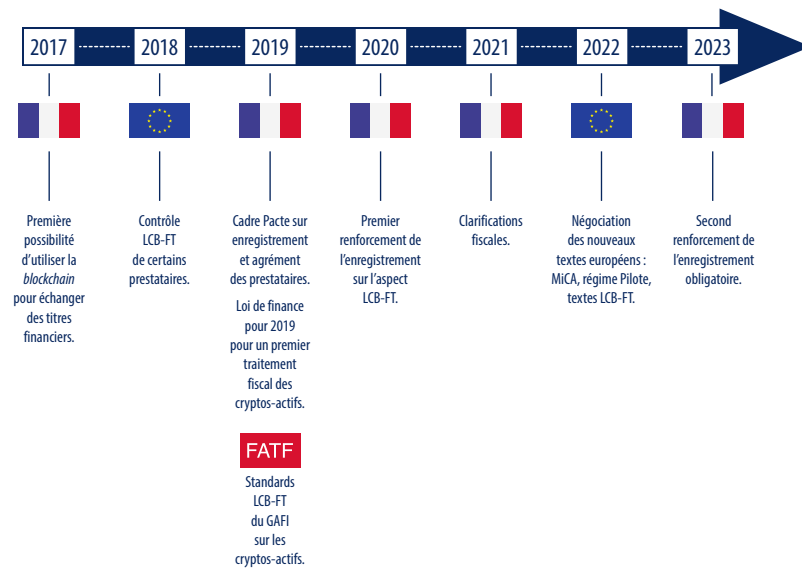 2017
2018
2019
2020
2021
2022
2023
Première
possibilité
d'utiliser la
blockchain
pour échanger
des titres
financiers.
Contrôle
LCB-FT
de certains
prestataires.
Cadre Pacte sur
enregistrement
et agrément
des prestataires.
Loi de finance
pour 2019
pour un premier
traitement
fiscal des
cryptos-actifs.
FATF
Standards
LCB-FT
du GAFI
sur les
cryptos-actifs.
Premier
renforcement de
l'enregistrement
sur l'aspect
LCB-FT.
Clarifications
fiscales.
Négociation
des nouveaux
textes européens :
MiCA, régime Pilote,
textes LCB-FT.
Second
renforcement de
l'enregistrement
obligatoire.